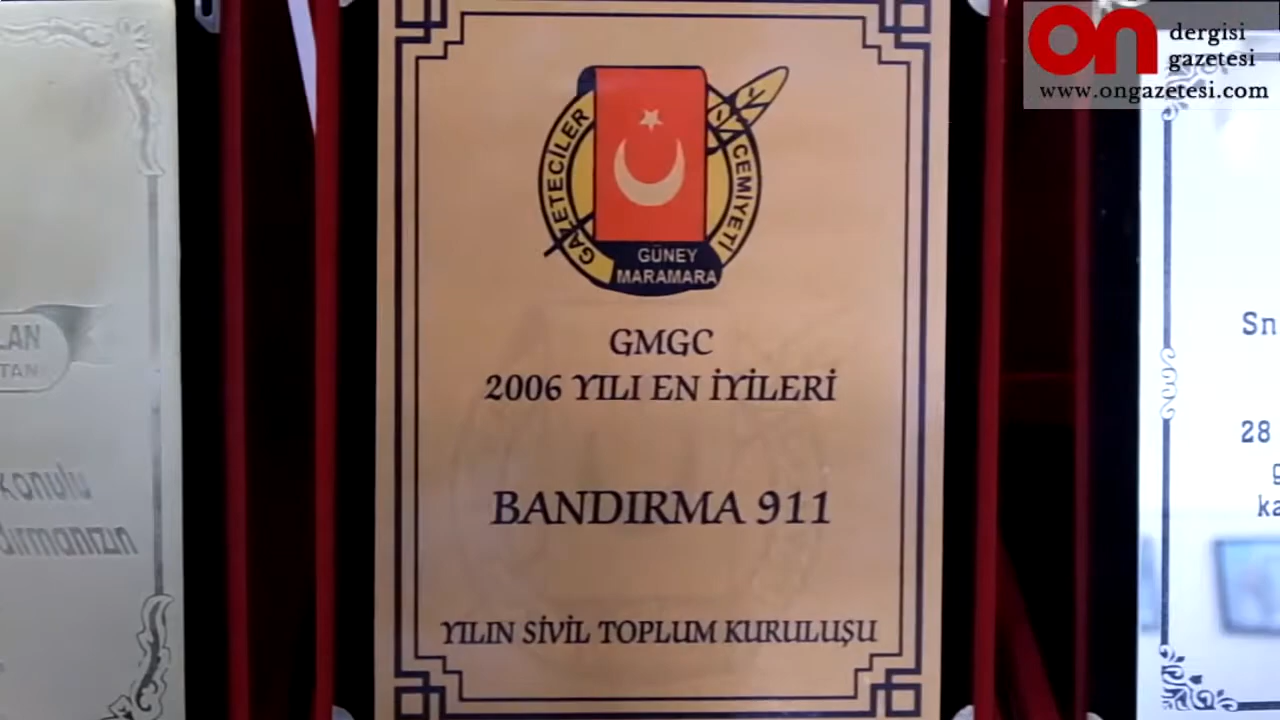 on dergisi
gazetesi
www.ongazetesi.com
GAZETECİLER
CEMİYETİ
GÜNEY
MARAMARA
GMGC
2006 YILI EN İYİLERİ
BANDIRMA 911
YILIN SİVİL TOPLUM KURULUŞU
LAN
TAN
konulu
Sn
28